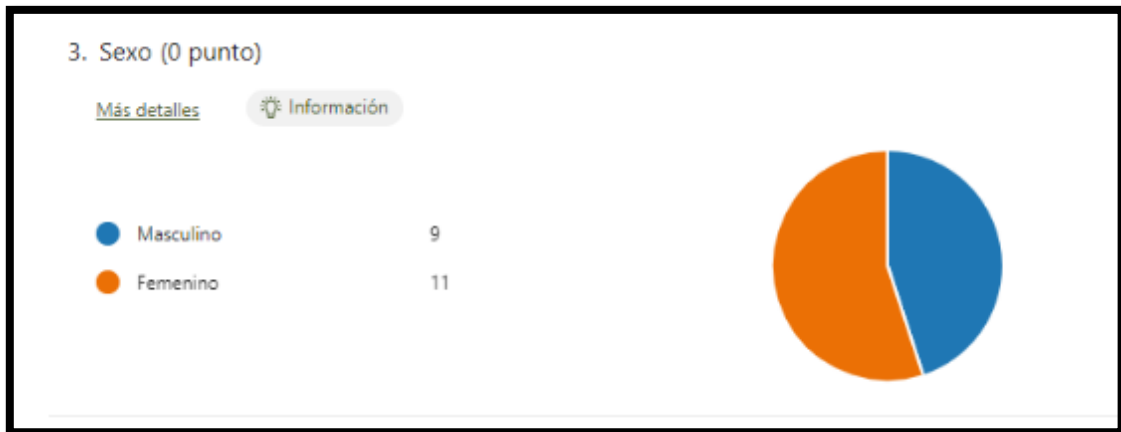 3. Sexo (0 punto)
Más detalles Información
Masculino 9
Femenino 11